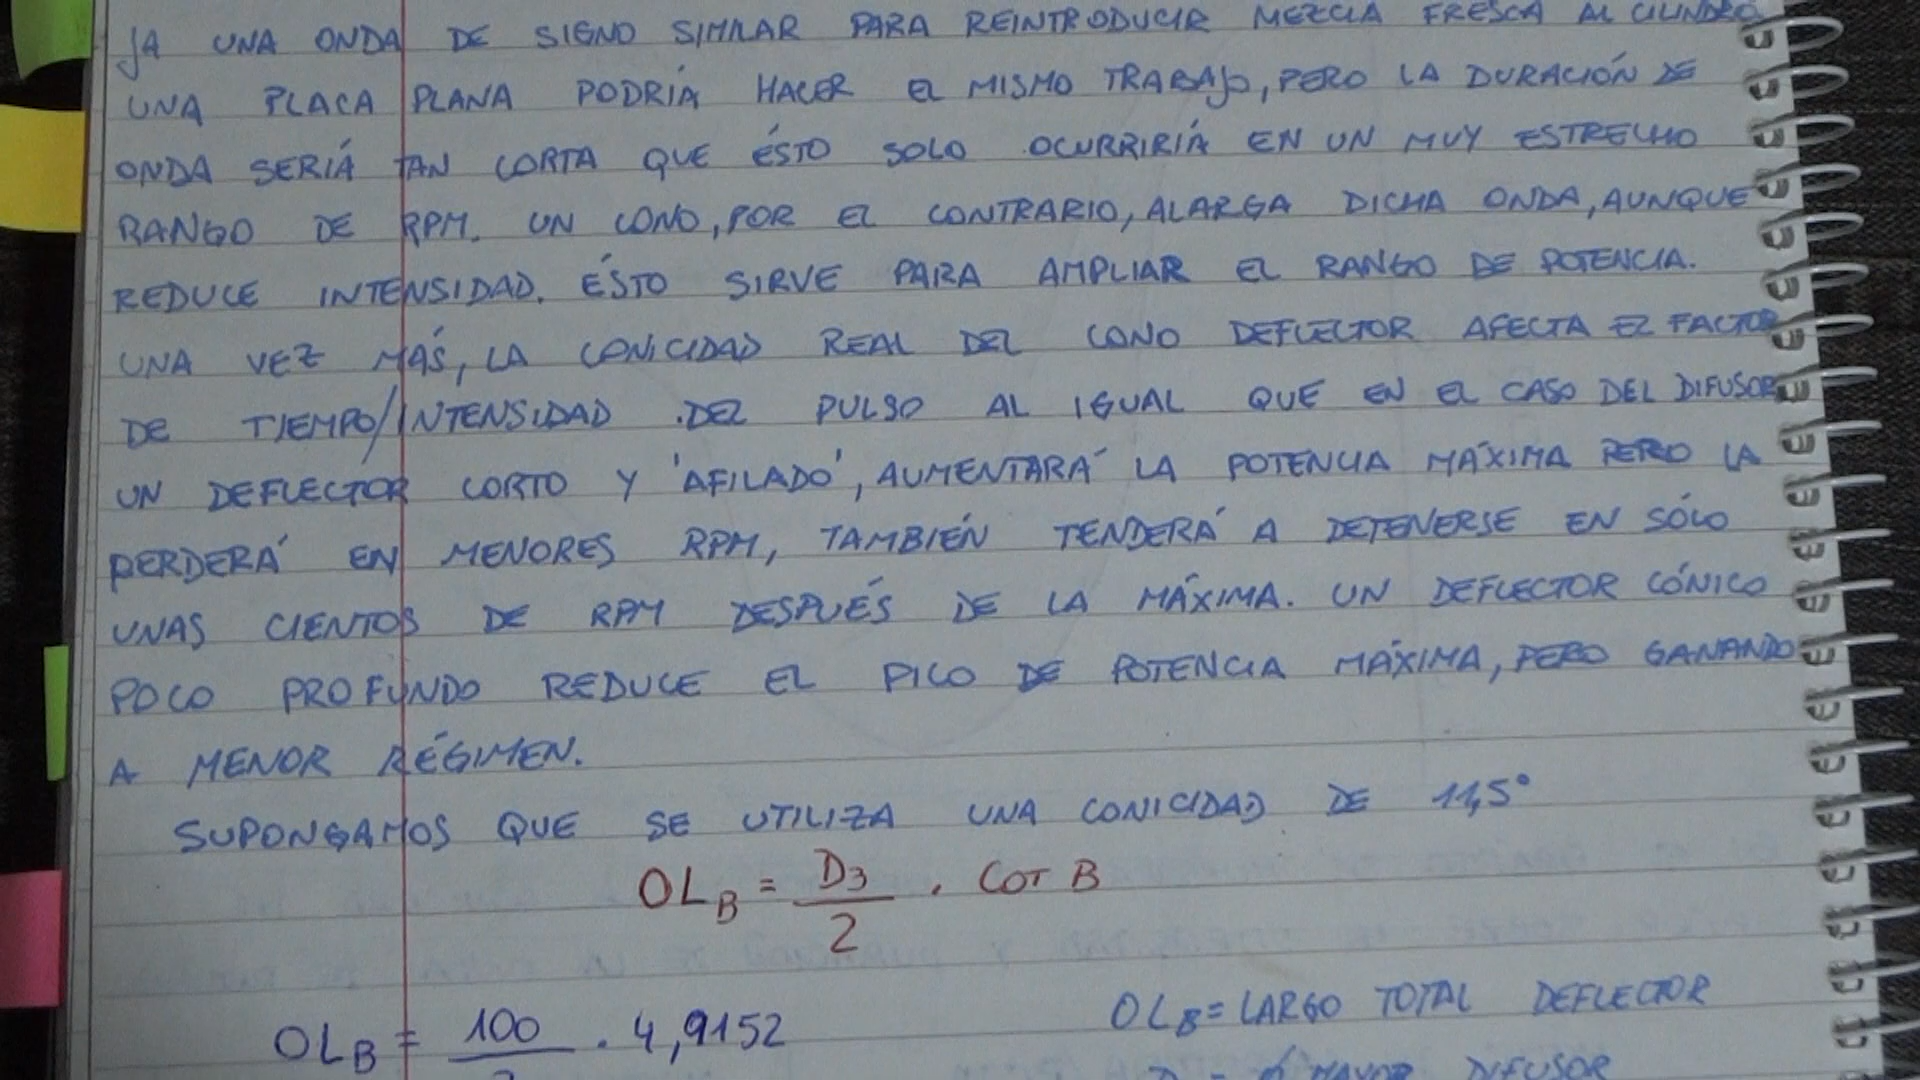 JA UNA ONDA DE SIGNO SIMILAR PARA REINTRODUCIR MEZCLA FRESCA AL CILINDRO
UNA PLACA PLANA PODRÍA HACER EL MISMO TRABAJO, PERO LA DURACIÓN DE
ONDA SERIÁ TAN CORTA QUE ÉSTO SOLO OCURRIRIÁ EN UN MUY ESTRECHO
RANGO DE RPM. UN CONO, POR EL CONTRARIO, ALARGA DICHA ONDA, AUNQUE
REDUCE INTENSIDAD. ÉSTO SIRVE PARA AMPLIAR EL RANGO DE POTENCIA.
UNA VEZ MÁS, LA CONICIDAD REAL DEL CONO DEFLECTOR AFECTA EL FACTOR
DE TIEMPO/INTENSIDAD DEL PULSO AL IGUAL QUE EN EL CASO DEL DIFUSOR
UN DEFLECTOR CORTO Y 'AFILADO', AUMENTARÁ LA POTENCIA MÁXIMA PERO LA
PERDERÁ EN MENORES RPM, TAMBIÉN TENDERÁ A DETENERSE EN SÓLO
UNAS CIENTOS DE RPM DESPUÉS DE LA MÁXIMA. UN DEFLECTOR CÓNICO
POCO PROFUNDO REDUCE EL PICO DE POTENCIA MÁXIMA, PERO GANANDO
A MENOR RÉGIMEN.
SUPONGAMOS QUE SE UTILIZA UNA CONICIDAD DE 11,5°
OL_B = D3/2 . COT B
OL_B = 100 . 4,9152
OL_B = LARGO TOTAL DEFLECTOR
MAYOR DIFUSOR